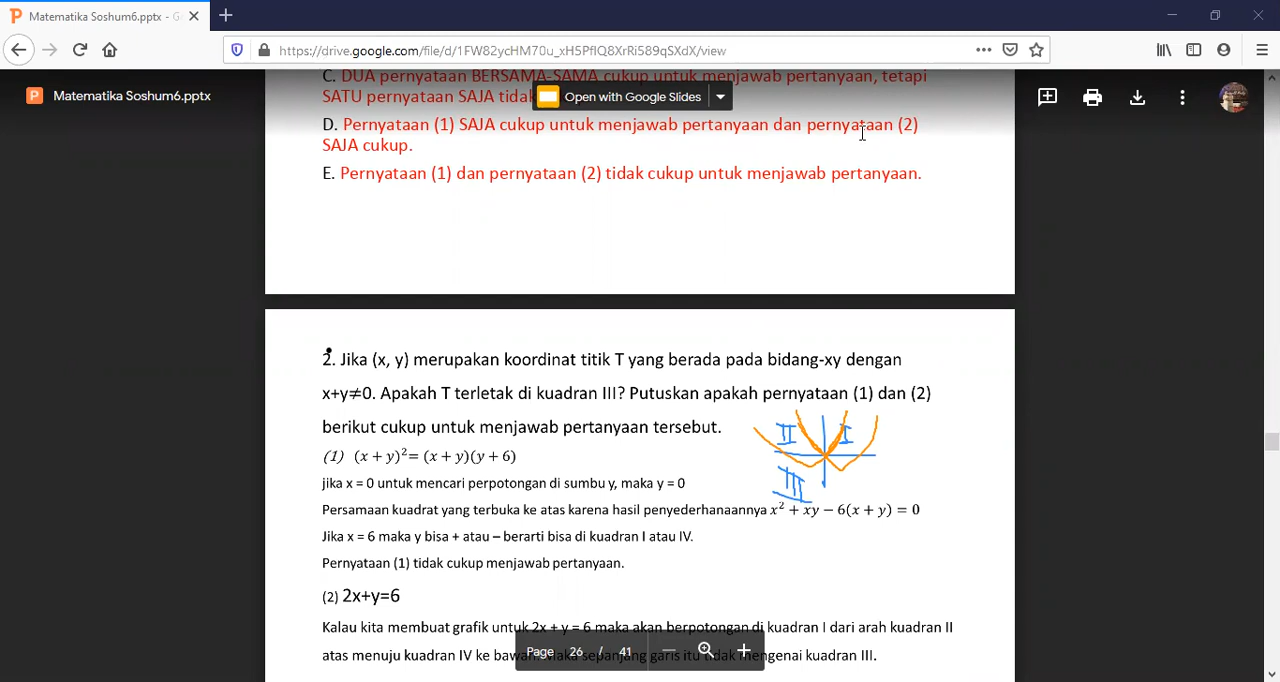 Matematika Soshum6.pptx - G
https://drive.google.com/file/d/1FW82ycHM70u_xH5PflQ8XrRi589qSXdX/view
Matematika Soshum6.pptx
Open with Google Slides
C. DUA pernyataan BERSAMA-SAMA cukup untuk menjawab pertanyaan, tetapi
SATU pernyataan SAJA tidak
D. Pernyataan (1) SAJA cukup untuk menjawab pertanyaan dan pernyataan (2)
SAJA cukup.
E. Pernyataan (1) dan pernyataan (2) tidak cukup untuk menjawab pertanyaan.
2. Jika (x, y) merupakan koordinat titik T yang berada pada bidang-xy dengan
x+y≠0. Apakah T terletak di kuadran III? Putuskan apakah pernyataan (1) dan (2)
berikut cukup untuk menjawab pertanyaan tersebut.
II I
(1) (x + y)²= (x + y)(y + 6)
jika x = 0 untuk mencari perpotongan di sumbu y, maka y = 0
III
Persamaan kuadrat yang terbuka ke atas karena hasil penyederhanaannya x² + xy − 6(x + y) = 0
Jika x = 6 maka y bisa + atau – berarti bisa di kuadran I atau IV.
Pernyataan (1) tidak cukup menjawab pertanyaan.
(2) 2x+y=6
Kalau kita membuat grafik untuk 2x + y = 6 maka akan berpotongan di kuadran I dari arah kuadran II
atas menuju kuadran IV ke bawah. Maka sepanjang garis itu tidak mengenai kuadran III.
Page 26 / 41